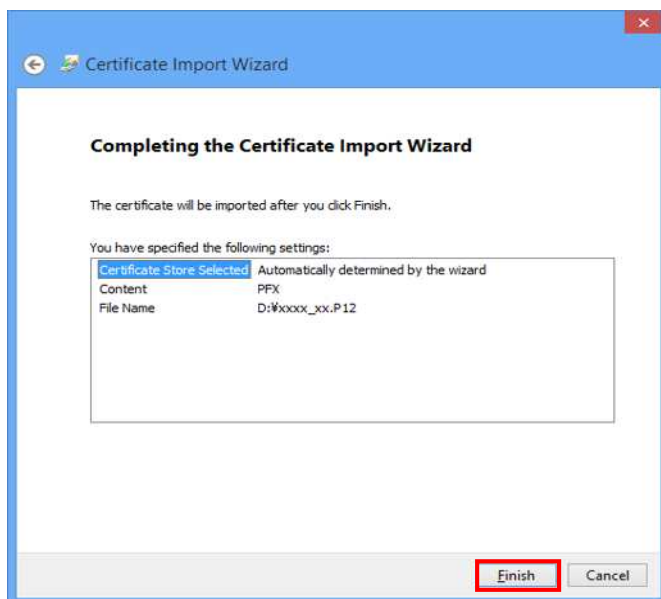 Certificate Import Wizard
Completing the Certificate Import Wizard
The certificate will be imported after you click Finish.
You have specified the following settings:
Certificate Store Selected Automatically determined by the wizard
Content PFX
File Name D:¥xxxx_xx.P12
Finish Cancel